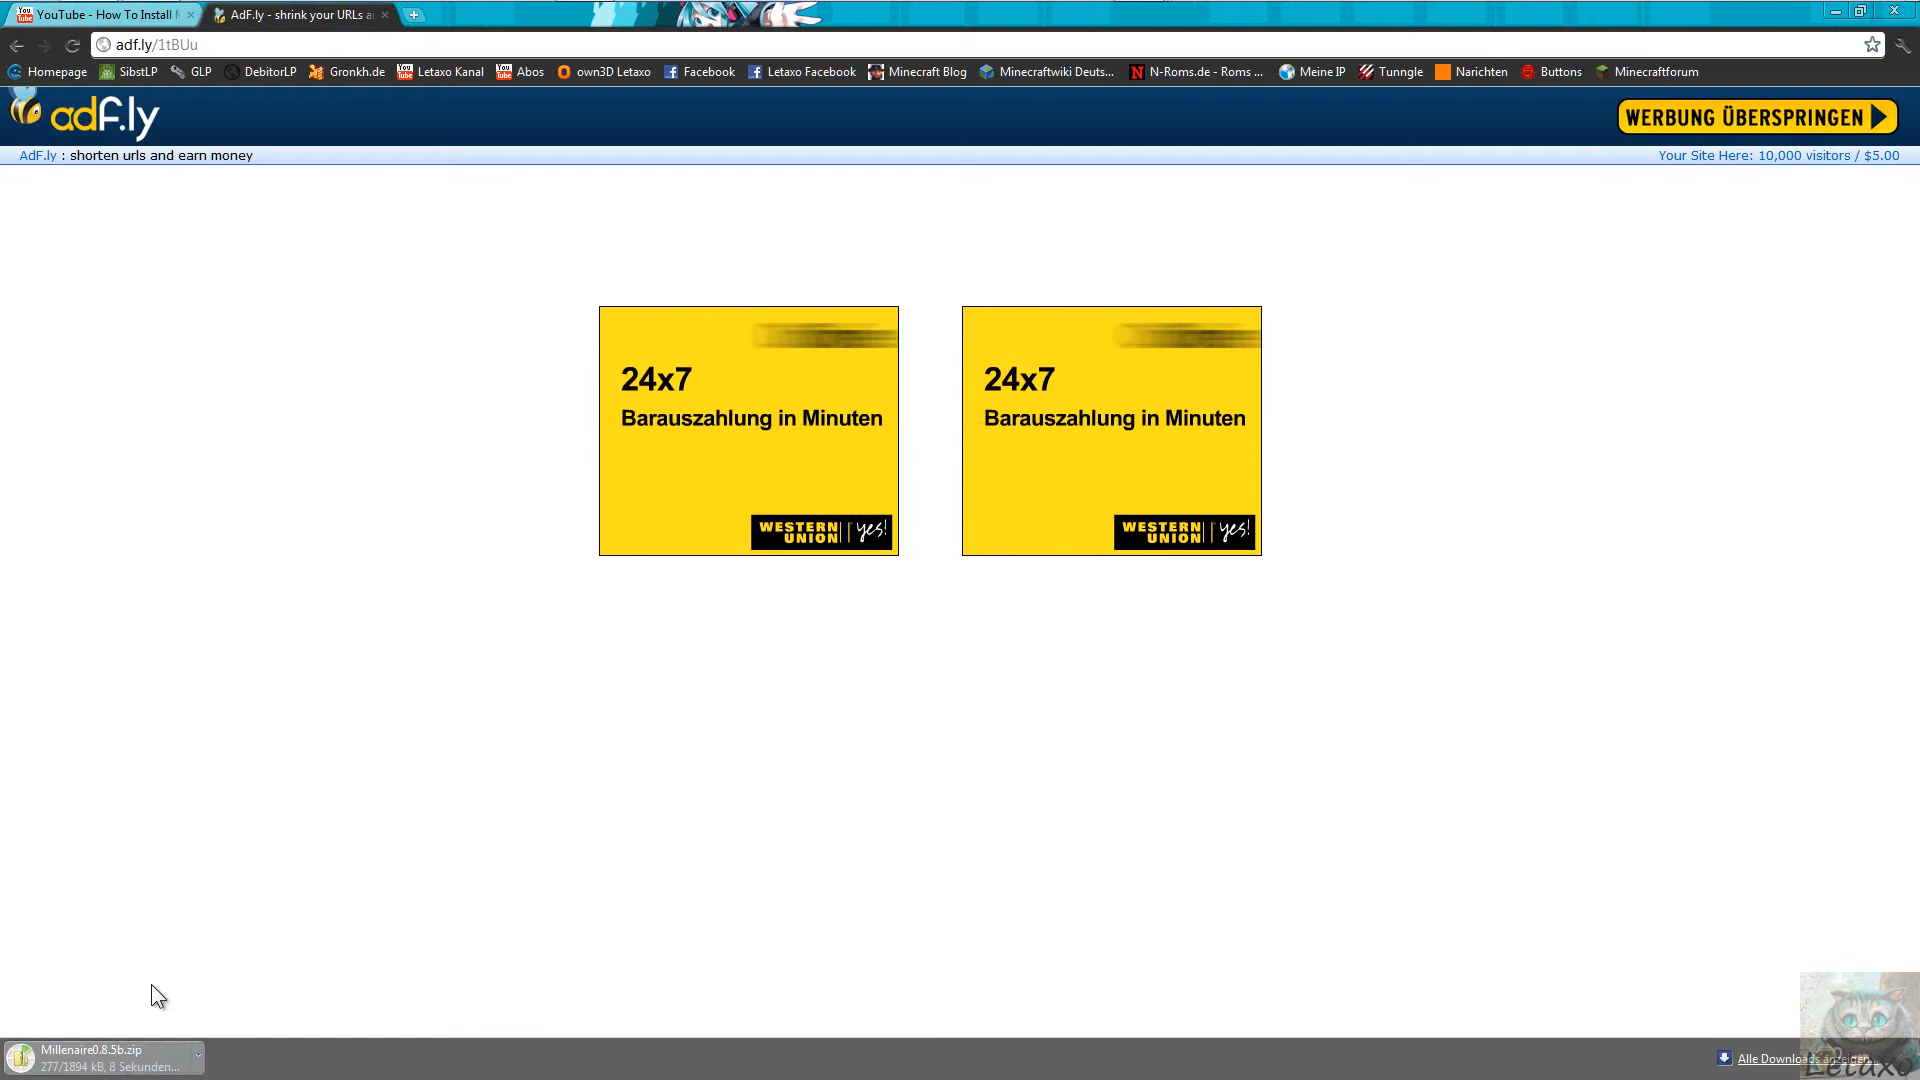 YouTube - How To Install
AdF.ly - shrink your URLs a
adf.ly/1tBUu
Homepage SibstLP GLP DebitorLP Gronkh.de Letaxo Kanal Abos own3D Letaxo Facebook Letaxo Facebook Minecraft Blog Minecraftwiki Deuts... N-Roms.de - Roms ... Meine IP Tunngle Narichten Buttons Minecraftforum
adf.ly
WERBUNG ÜBERSPRINGEN
AdF.ly : shorten urls and earn money
Your Site Here: 10,000 visitors / $5.00
24x7
Barauszahlung in Minuten
WESTERN
UNION
yes!
24x7
Barauszahlung in Minuten
WESTERN
UNION
yes!
Millenaire0.8.5b.zip
277/1894 kB, 8 Sekunden...
Alle Downloads anzeigen...
Letaxo